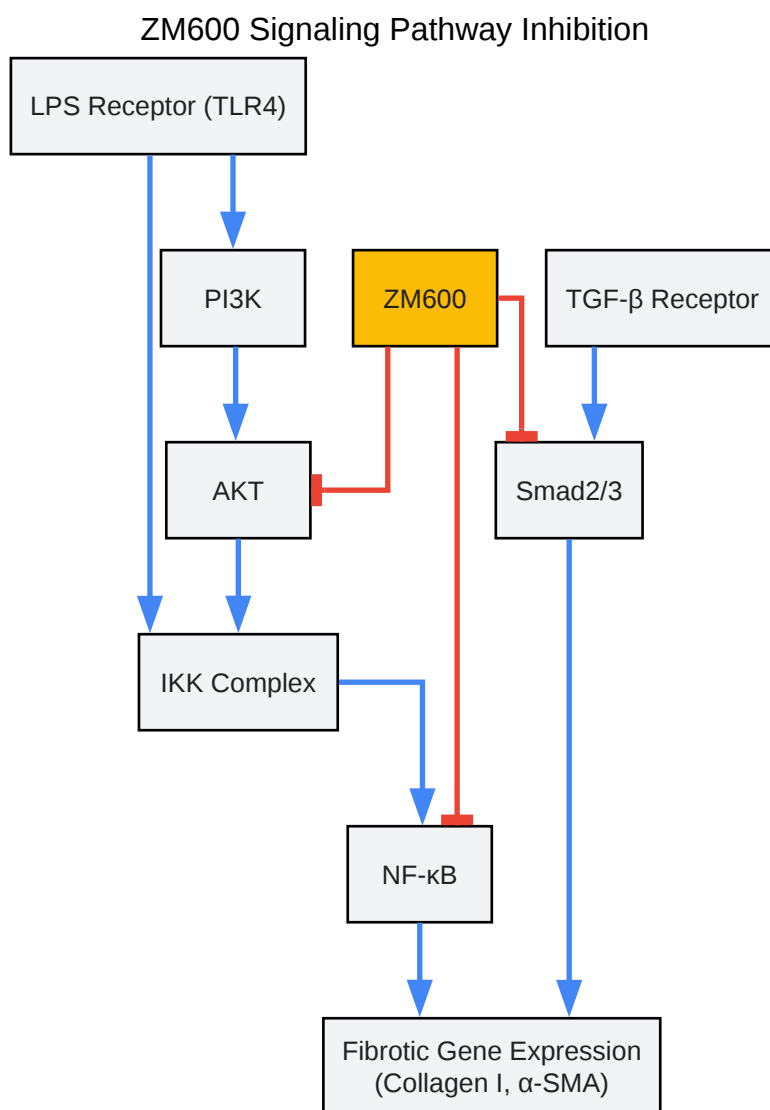 ZM600 Signaling Pathway Inhibition
LPS Receptor (TLR4)
PI3K
ZM600
TGF-β Receptor
AKT
Smad2/3
IKK Complex
NF-κB
Fibrotic Gene Expression
(Collagen I, α-SMA)